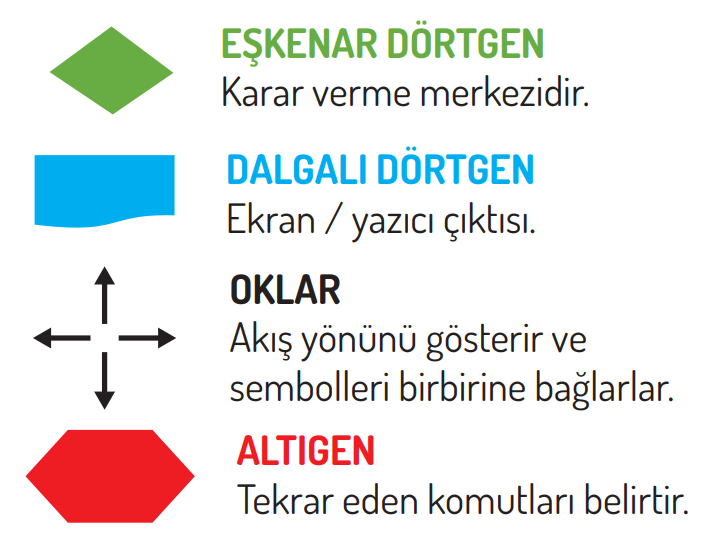 EŞKENAR DÖRTGEN
Karar verme merkezidir.
DALGALI DÖRTGEN
Ekran / yazıcı çıktısı.
OKLAR
Akış yönünü gösterir ve
sembolleri birbirine bağlarlar.
ALTIGEN
Tekrar eden komutları belirtir.